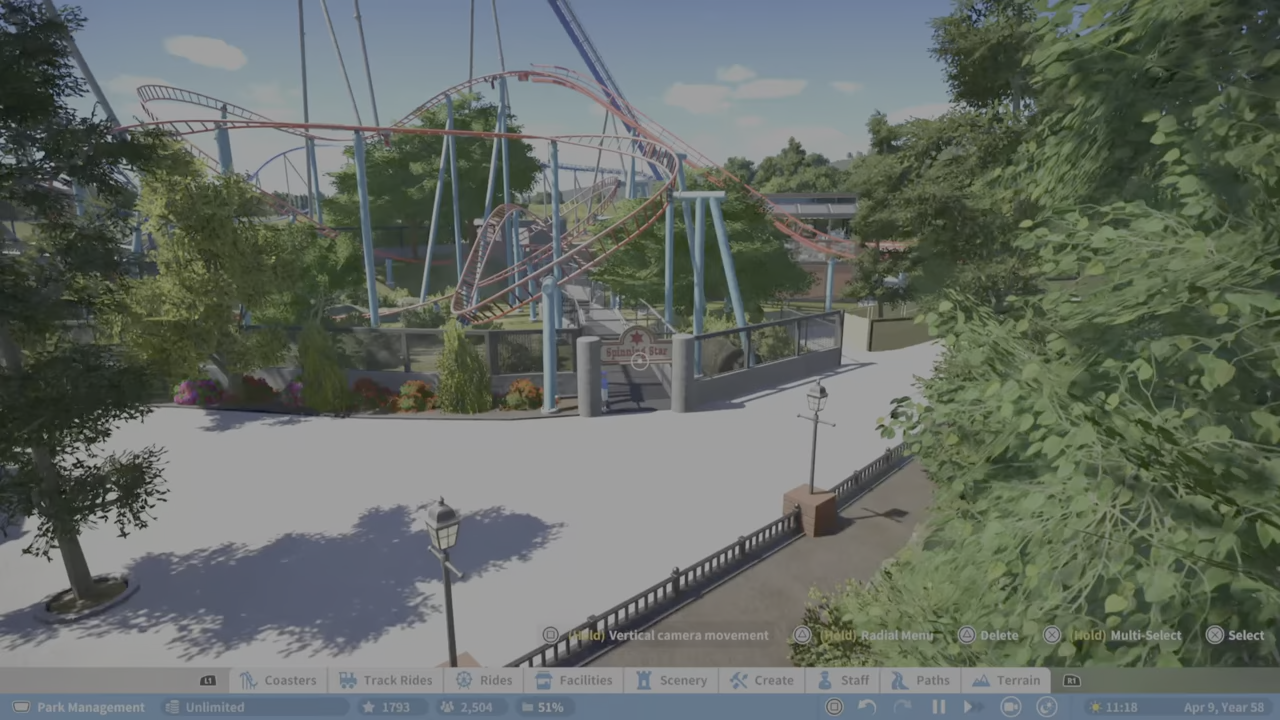 Spinning Star
(Hold) Vertical camera movement (Hold) Radial Menu Delete (Hold) Multi-Select Select
L1 Coasters Track Rides Rides Facilities Scenery Create Staff Paths Terrain R1
Park Management Unlimited 1793 2,504 51% 11:18 Apr 9, Year 58